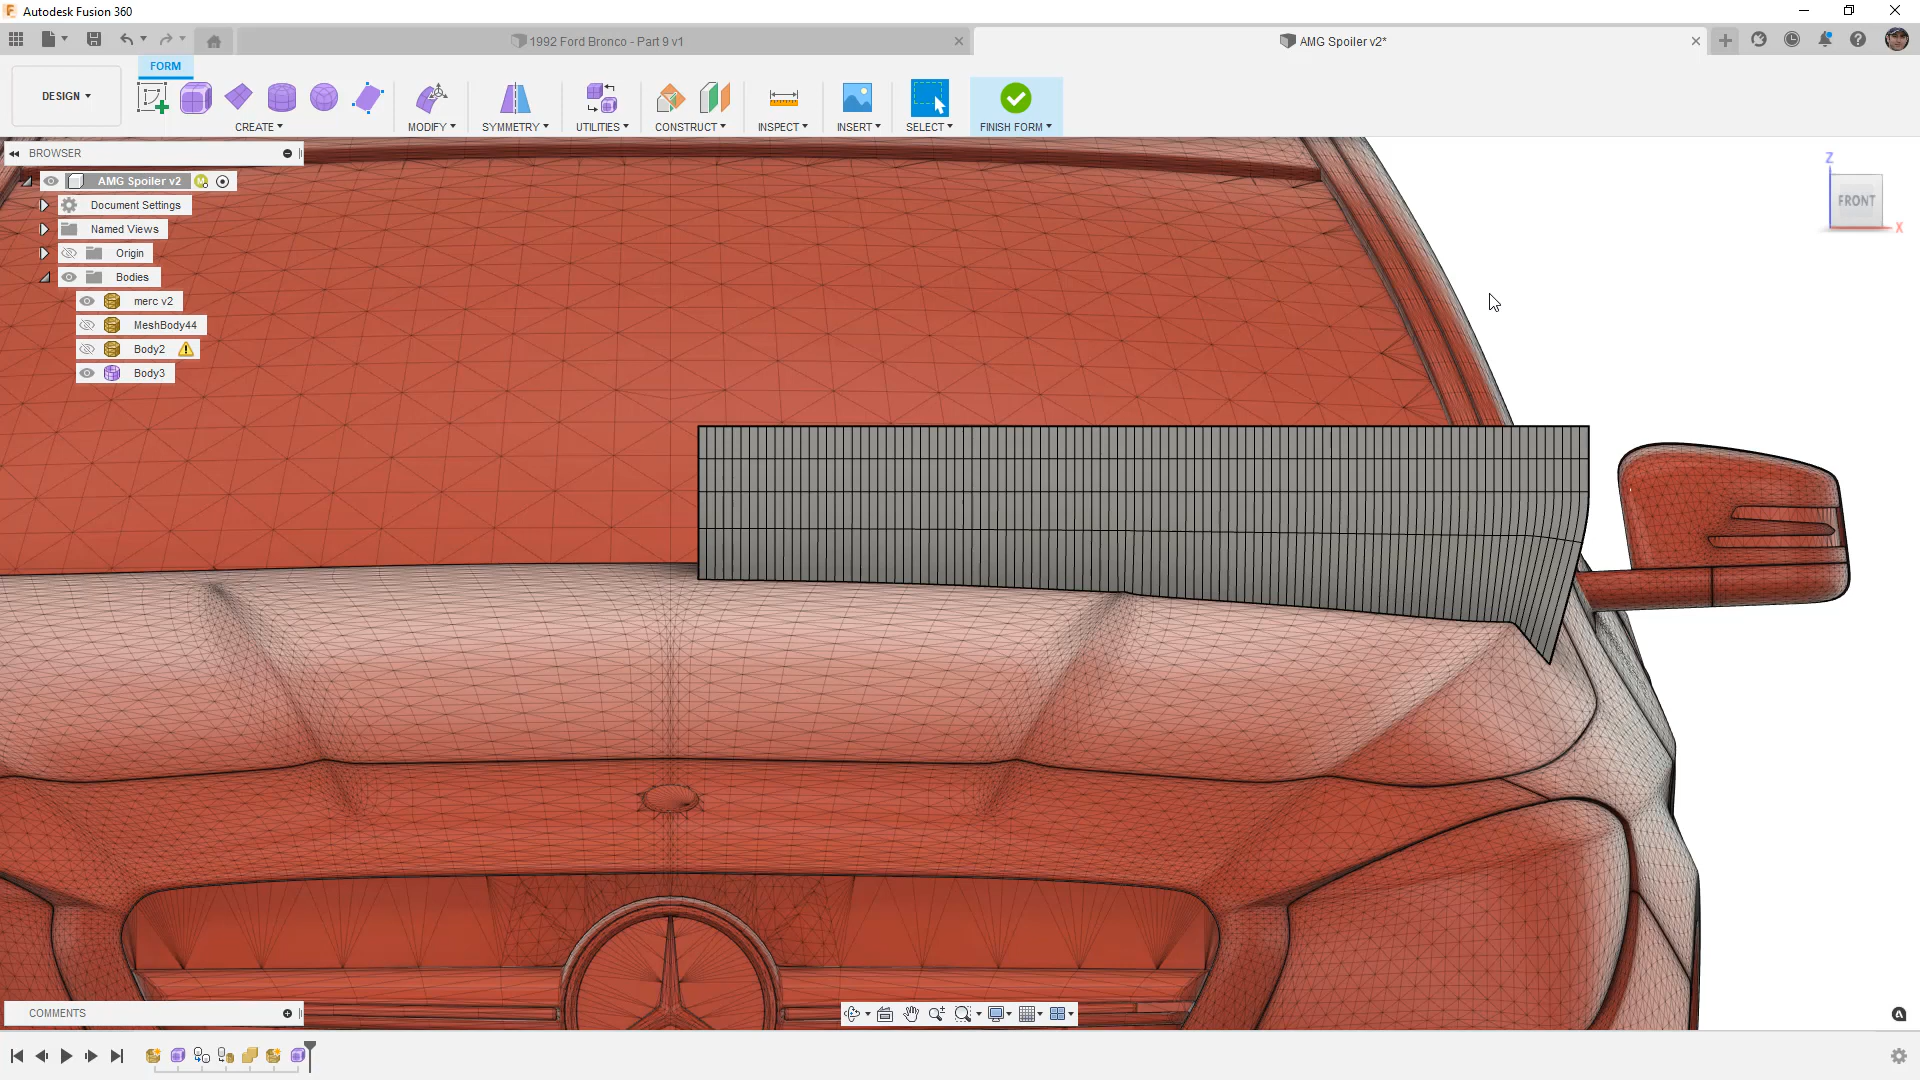 Autodesk Fusion 360
1992 Ford Bronco - Part 9 v1
AMG Spoiler v2*
FORM
DESIGN
CREATE
MODIFY
SYMMETRY
UTILITIES
CONSTRUCT
INSPECT
INSERT
SELECT
FINISH FORM
BROWSER
AMG Spoiler v2
Document Settings
Named Views
Origin
Bodies
merc v2
MeshBody44
Body2
Body3
Z
FRONT
X
COMMENTS